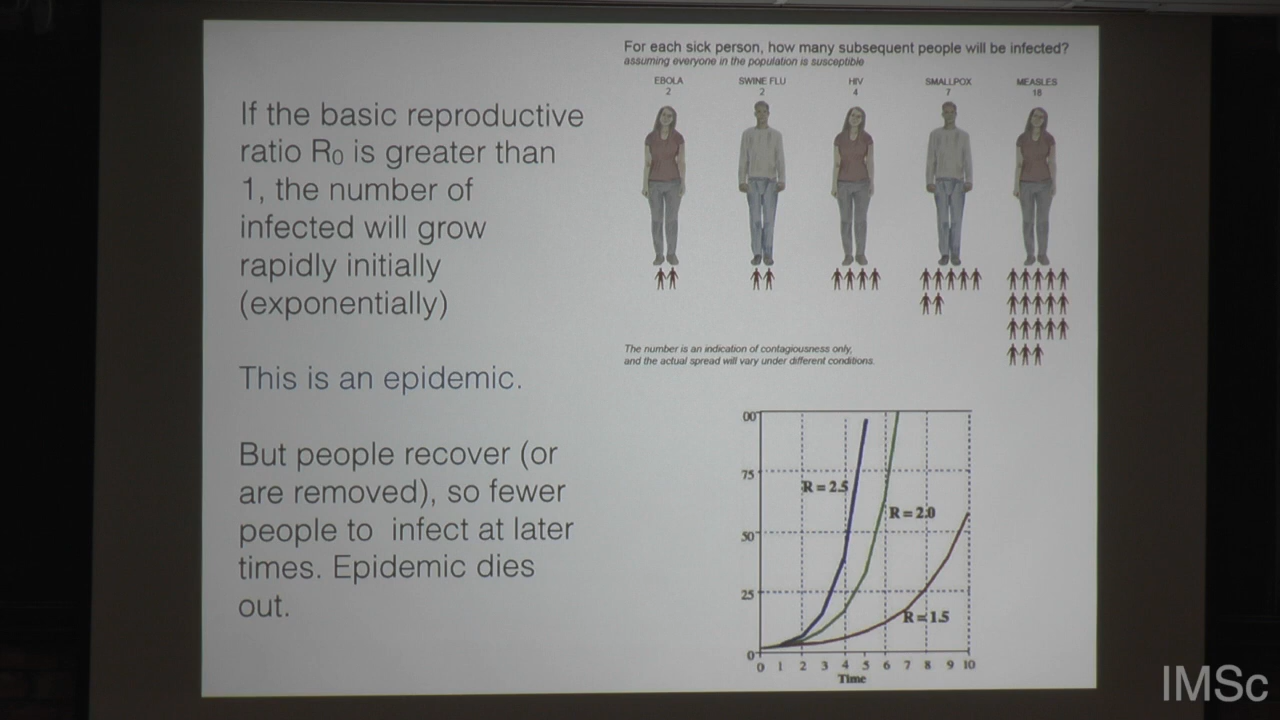 If the basic reproductive
ratio R0 is greater than
1, the number of
infected will grow
rapidly initially
(exponentially)
This is an epidemic.
But people recover (or
are removed), so fewer
people to infect at later
times. Epidemic dies
out.
For each sick person, how many subsequent people will be infected?
assuming everyone in the population is susceptible
EBOLA SWINE FLU HIV SMALLPOX MEASLES
2 2 4 7 18
The number is an indication of contagiousness only,
and the actual spread will vary under different conditions.
00
75
50
25
0
R = 2.5
R = 2.0
R = 1.5
0 1 2 3 4 5 6 7 8 9 10
Time
IMSc